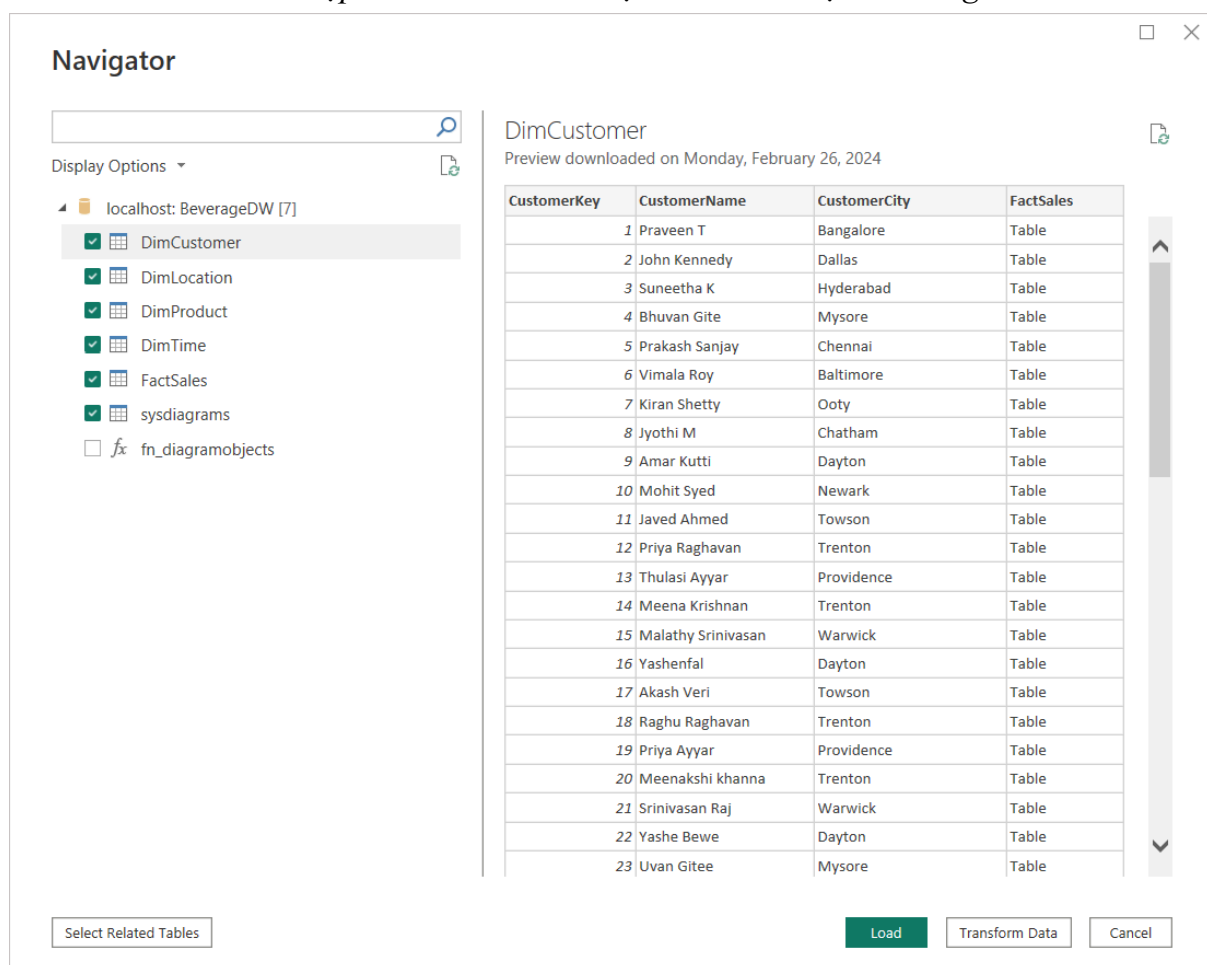 Navigator
Display Options
localhost: BeverageDW [7]
DimCustomer
DimLocation
DimProduct
DimTime
FactSales
sysdiagrams
fx fn_diagramobjects
DimCustomer
Preview downloaded on Monday, February 26, 2024
CustomerKey CustomerName CustomerCity FactSales
1 Praveen T Bangalore Table
2 John Kennedy Dallas Table
3 Suneetha K Hyderabad Table
4 Bhuvan Gite Mysore Table
5 Prakash Sanjay Chennai Table
6 Vimala Roy Baltimore Table
7 Kiran Shetty Ooty Table
8 Jyothi M Chatham Table
9 Amar Kutti Dayton Table
10 Mohit Syed Newark Table
11 Javed Ahmed Towson Table
12 Priya Raghavan Trenton Table
13 Thulasi Ayyar Providence Table
14 Meena Krishnan Trenton Table
15 Malathy Srinivasan Warwick Table
16 Yashenfal Dayton Table
17 Akash Veri Towson Table
18 Raghu Raghavan Trenton Table
19 Priya Ayyar Providence Table
20 Meenakshi khanna Trenton Table
21 Srinivasan Raj Warwick Table
22 Yashe Bewe Dayton Table
23 Uvan Gitee Mysore Table
Select Related Tables Load Transform Data Cancel